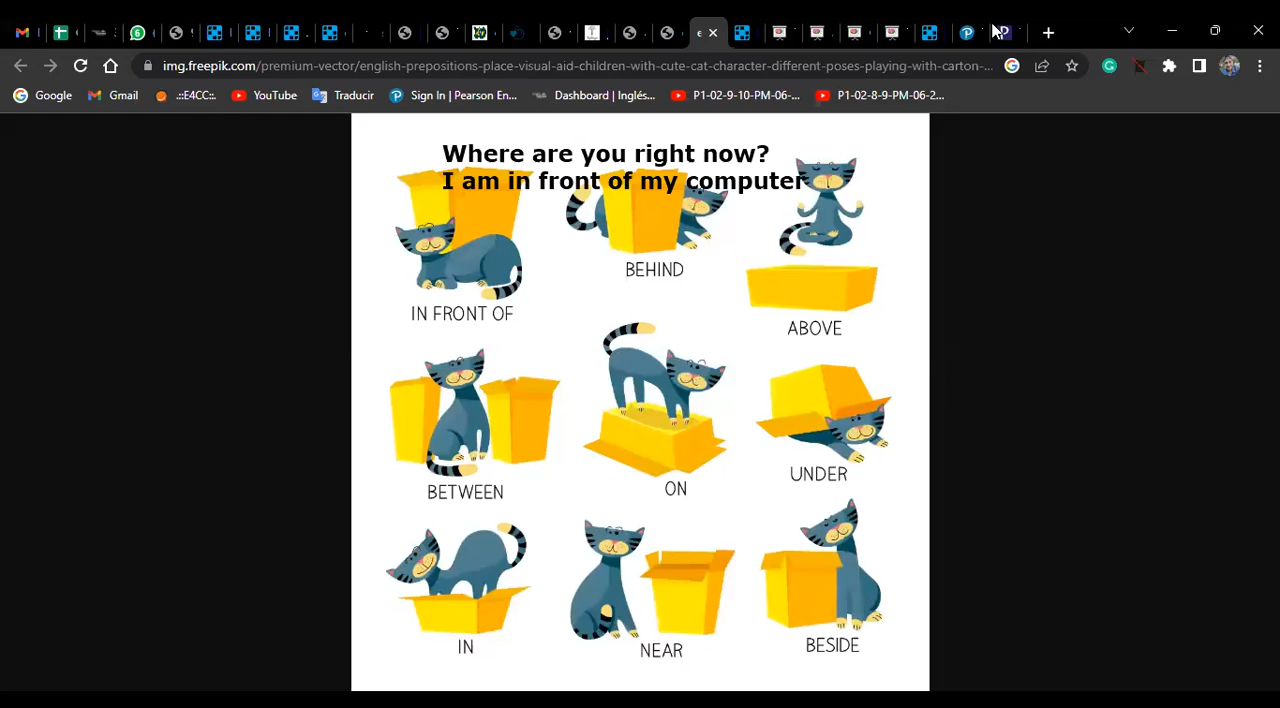 img.freepik.com/premium-vector/english-prepositions-place-visual-aid-children-with-cute-cat-character-different-poses-playing-with-carton-...
Google
Gmail
.::E4CC::.
YouTube
Traducir
Sign In | Pearson En...
Dashboard | Inglés...
P1-02-9-10-PM-06-...
P1-02-8-9-PM-06-2...
Where are you right now?
I am in front of my computer
IN FRONT OF
BEHIND
ABOVE
BETWEEN
ON
UNDER
IN
NEAR
BESIDE